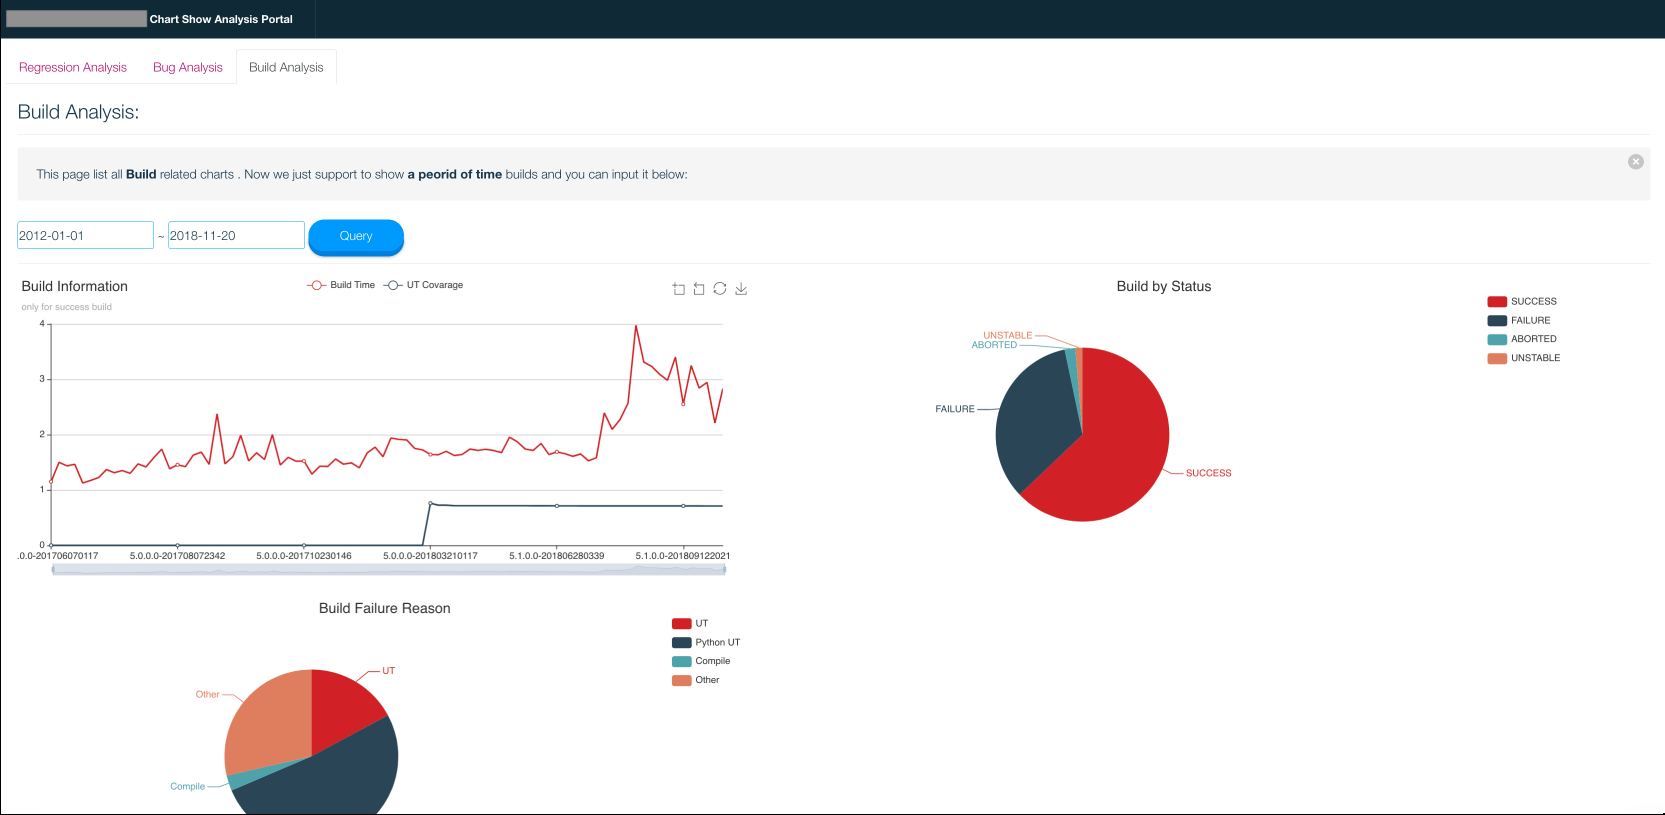 Chart Show Analysis Portal
Regression Analysis Bug Analysis Build Analysis
Build Analysis:
This page list all Build related charts . Now we just support to show a peorid of time builds and you can input it below:
2012-01-01 ~ 2018-11-20 Query
Build Information
only for success build
Build Time UT Covarage
4
3
2
1
0
.0.0-201706070117 5.0.0.0-201708072342 5.0.0.0-201710230146 5.0.0.0-201803210117 5.1.0.0-201806280339 5.1.0.0-201809122021
Build by Status
SUCCESS
FAILURE
ABORTED
UNSTABLE
UNSTABLE
ABORTED
FAILURE
SUCCESS
Build Failure Reason
UT
Python UT
Compile
Other
UT
Other
Compile